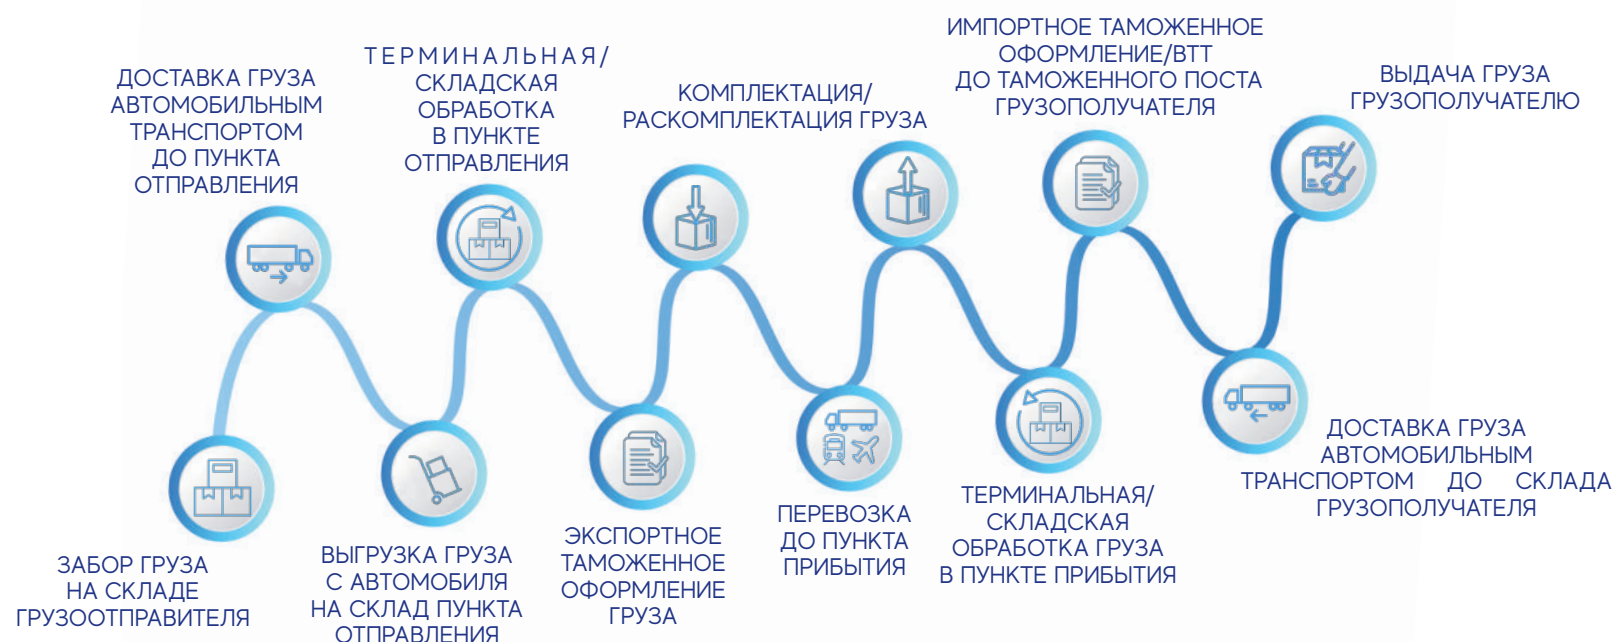 ЗАБОР ГРУЗА
НА СКЛАДЕ
ГРУЗООТПРАВИТЕЛЯ
ДОСТАВКА ГРУЗА
АВТОМОБИЛЬНЫМ
ТРАНСПОРТОМ
ДО ПУНКТА
ОТПРАВЛЕНИЯ
ВЫГРУЗКА ГРУЗА
С АВТОМОБИЛЯ
НА СКЛАД ПУНКТА
ОТПРАВЛЕНИЯ
ТЕРМИНАЛЬНАЯ/
СКЛАДСКАЯ
ОБРАБОТКА
В ПУНКТЕ
ОТПРАВЛЕНИЯ
ЭКСПОРТНОЕ
ТАМОЖЕННОЕ
ОФОРМЛЕНИЕ
ГРУЗА
КОМПЛЕКТАЦИЯ/
РАСКОМПЛЕКТАЦИЯ ГРУЗА
ПЕРЕВОЗКА
ДО ПУНКТА
ПРИБЫТИЯ
ТЕРМИНАЛЬНАЯ/
СКЛАДСКАЯ
ОБРАБОТКА ГРУЗА
В ПУНКТЕ ПРИБЫТИЯ
ИМПОРТНОЕ ТАМОЖЕННОЕ
ОФОРМЛЕНИЕ/ВТТ
ДО ТАМОЖЕННОГО ПОСТА
ГРУЗОПОЛУЧАТЕЛЯ
ДОСТАВКА ГРУЗА
АВТОМОБИЛЬНЫМ
ТРАНСПОРТОМ ДО СКЛАДА
ГРУЗОПОЛУЧАТЕЛЯ
ВЫДАЧА ГРУЗА
ГРУЗОПОЛУЧАТЕЛЮ